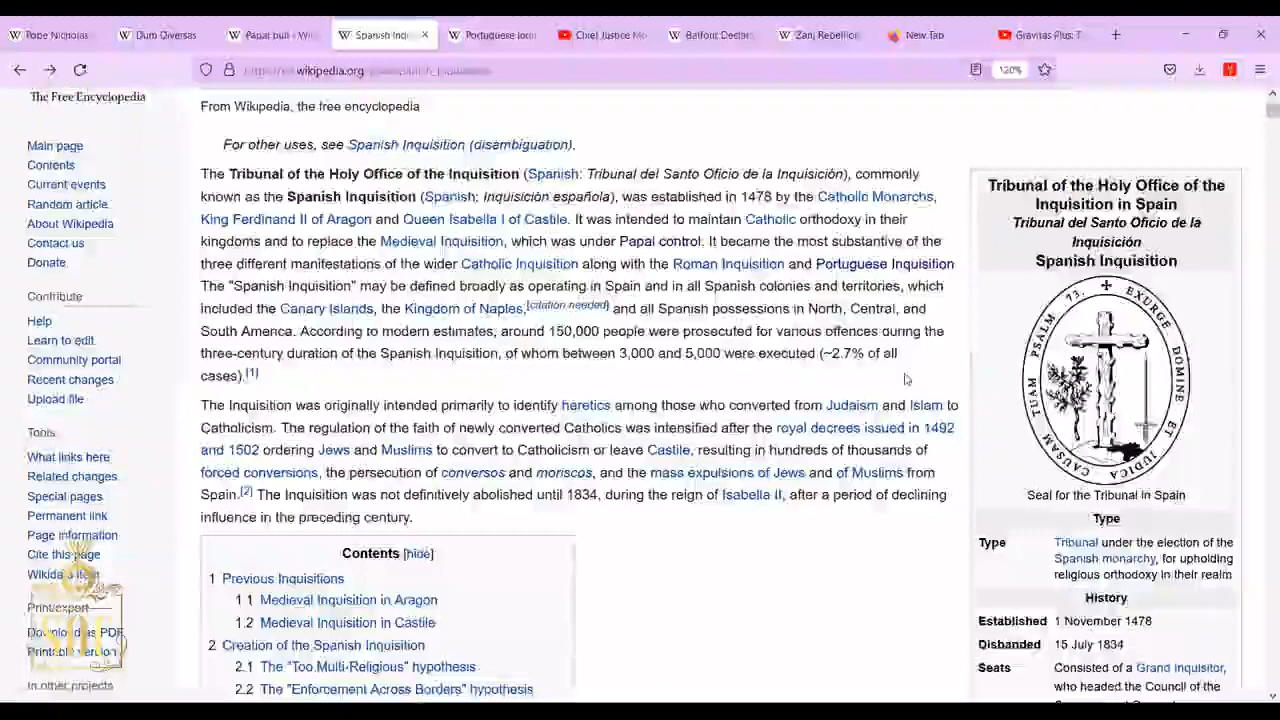 Pope Nicholas
Dum Diversas
Papal bull - Wi
Spanish Inqu
Portuguese Inqu
Chief Justice Mo
Balfour Declara
Zanj Rebellion
New Tab
Gravitas Plus: T
wikipedia.org
120%
The Free Encyclopedia
Main page
Contents
Current events
Random article
About Wikipedia
Contact us
Donate
Contribute
Help
Learn to edit
Community portal
Recent changes
Upload file
Tools
What links here
Related changes
Special pages
Permanent link
Page information
Cite this page
Wikidata item
Print/export
Download as PDF
Printable version
In other projects
From Wikipedia, the free encyclopedia
For other uses, see Spanish Inquisition (disambiguation).
The Tribunal of the Holy Office of the Inquisition (Spanish: Tribunal del Santo Oficio de la Inquisición), commonly
known as the Spanish Inquisition (Spanish: Inquisición española), was established in 1478 by the Catholic Monarchs,
King Ferdinand II of Aragon and Queen Isabella I of Castile. It was intended to maintain Catholic orthodoxy in their
kingdoms and to replace the Medieval Inquisition, which was under Papal control. It became the most substantive of the
three different manifestations of the wider Catholic Inquisition along with the Roman Inquisition and Portuguese Inquisition
The "Spanish Inquisition" may be defined broadly as operating in Spain and in all Spanish colonies and territories, which
included the Canary Islands, the Kingdom of Naples,[citation needed] and all Spanish possessions in North, Central, and
South America. According to modern estimates, around 150,000 people were prosecuted for various offences during the
three-century duration of the Spanish Inquisition, of whom between 3,000 and 5,000 were executed (~2.7% of all
cases).[1]
The Inquisition was originally intended primarily to identify heretics among those who converted from Judaism and Islam to
Catholicism. The regulation of the faith of newly converted Catholics was intensified after the royal decrees issued in 1492
and 1502 ordering Jews and Muslims to convert to Catholicism or leave Castile, resulting in hundreds of thousands of
forced conversions, the persecution of conversos and moriscos, and the mass expulsions of Jews and of Muslims from
Spain.[2] The Inquisition was not definitively abolished until 1834, during the reign of Isabella II, after a period of declining
influence in the preceding century.
Contents [hide]
1 Previous Inquisitions
1.1 Medieval Inquisition in Aragon
1.2 Medieval Inquisition in Castile
2 Creation of the Spanish Inquisition
2.1 The "Too Multi-Religious" hypothesis
2.2 The "Enforcement Across Borders" hypothesis
Tribunal of the Holy Office of the
Inquisition in Spain
Tribunal del Santo Oficio de la
Inquisición
Spanish Inquisition
EXURGE DOMINE ET JUDICA CAUSAM TUAM PSALM 73.
Seal for the Tribunal in Spain
Type
Type Tribunal under the election of the
Spanish monarchy, for upholding
religious orthodoxy in their realm
History
Established 1 November 1478
Disbanded 15 July 1834
Seats Consisted of a Grand Inquisitor,
who headed the Council of the